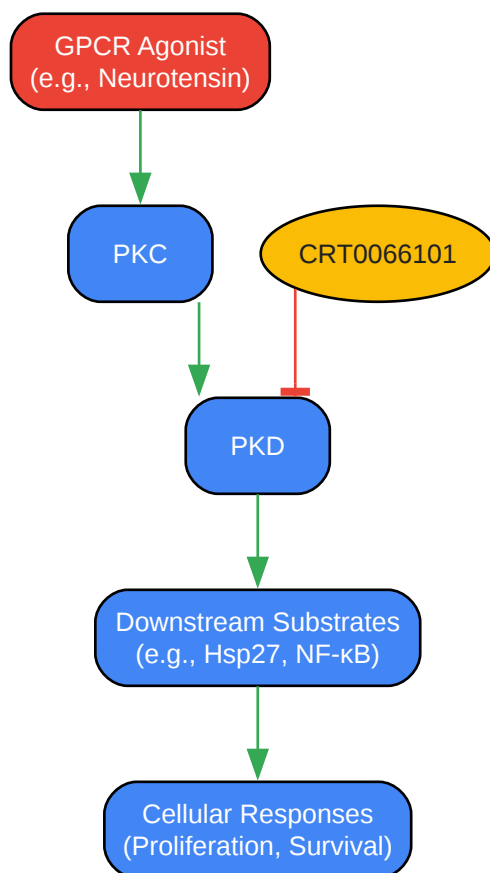 GPCR Agonist
(e.g., Neurotensin)
PKC
CRT0066101
PKD
Downstream Substrates
(e.g., Hsp27, NF-κB)
Cellular Responses
(Proliferation, Survival)